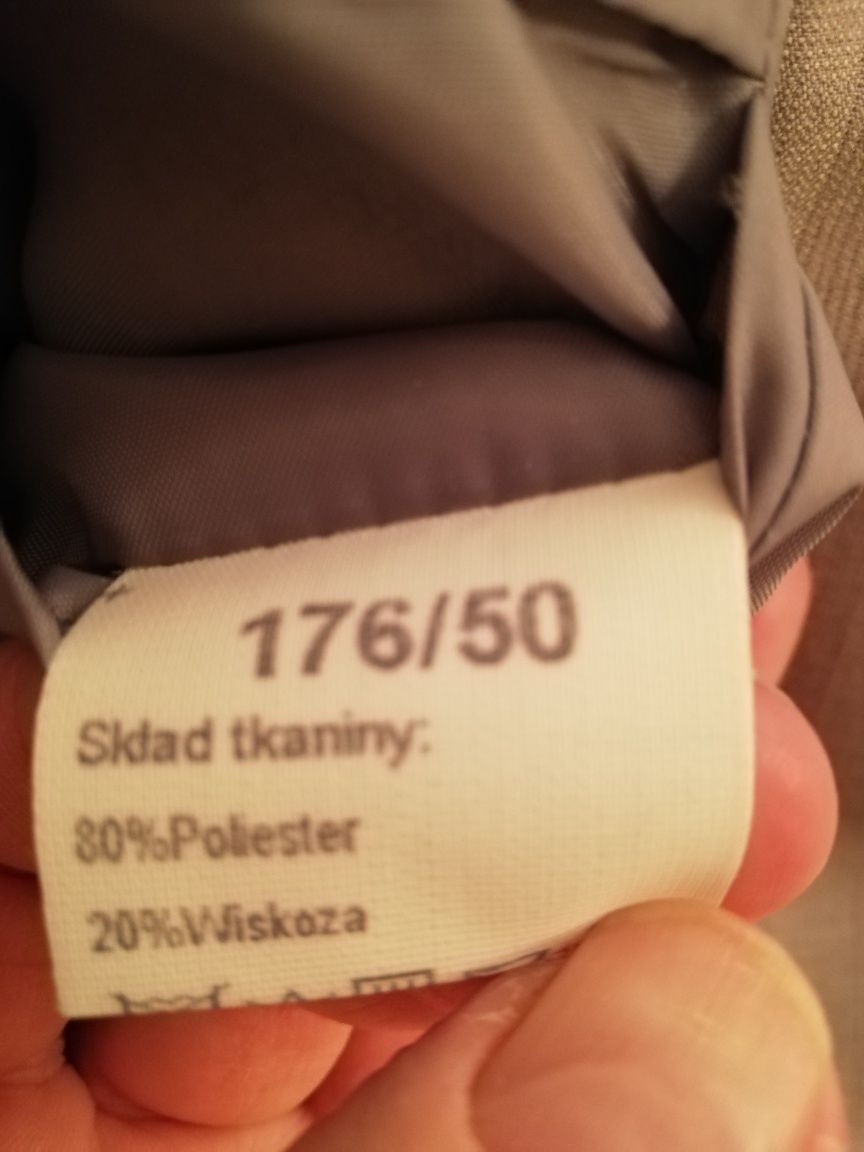 176/50
Skład tkaniny:
80%Poliester
20%Wiskoza